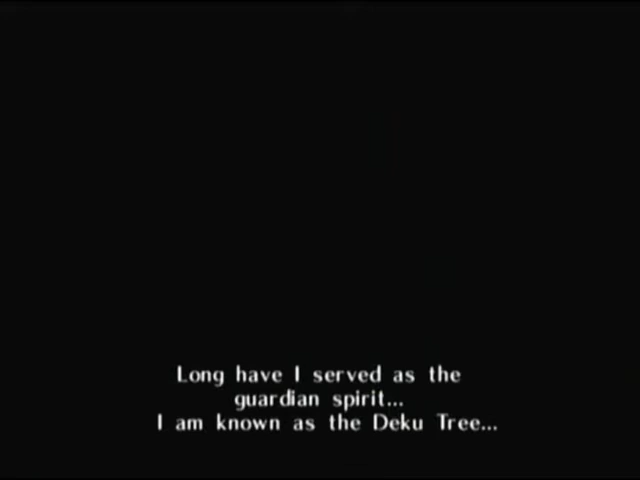 Long have I served as the
guardian spirit...
I am known as the Deku Tree...